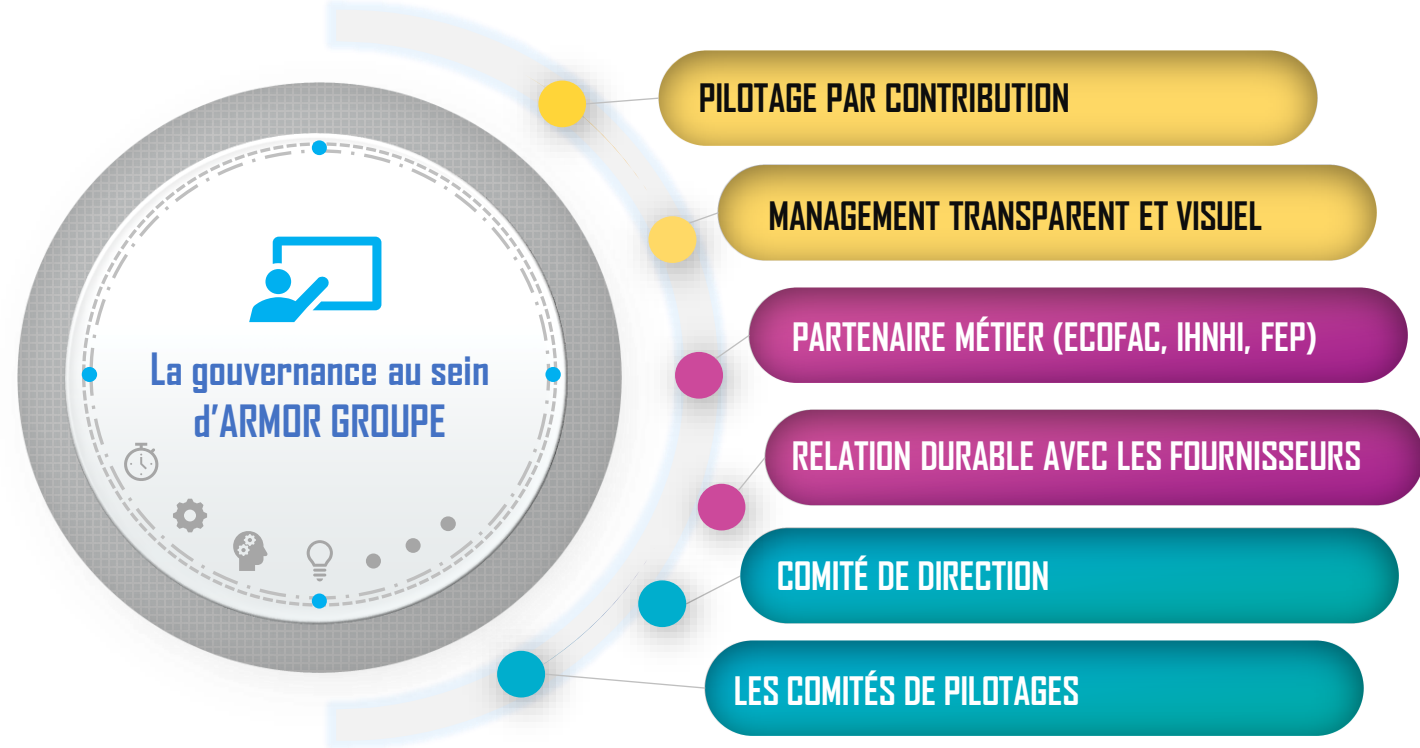 La gouvernance au sein
d'ARMOR GROUPE
PILOTAGE PAR CONTRIBUTION
MANAGEMENT TRANSPARENT ET VISUEL
PARTENAIRE MÉTIER (ECOFAC, IHNHI, FEP)
RELATION DURABLE AVEC LES FOURNISSEURS
COMITÉ DE DIRECTION
LES COMITÉS DE PILOTAGES